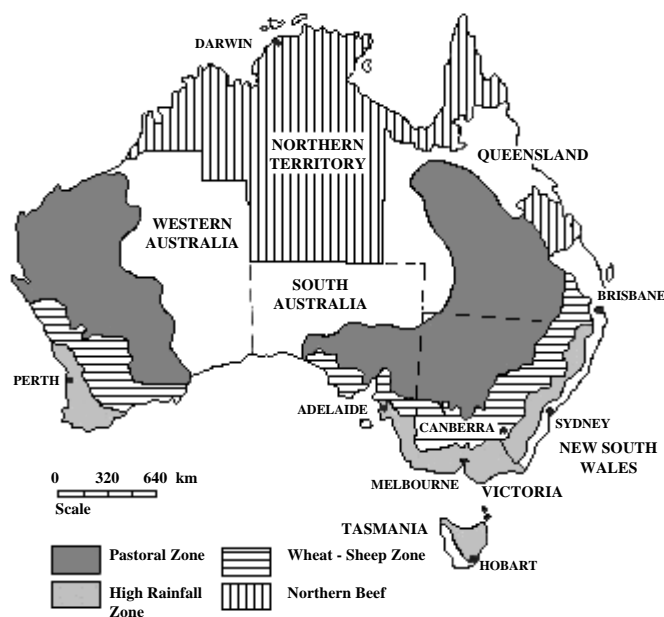 DARWIN
NORTHERN
TERRITORY
QUEENSLAND
WESTERN
AUSTRALIA
SOUTH
AUSTRALIA
BRISBANE
PERTH
ADELAIDE
CANBERRA
SYDNEY
NEW SOUTH
WALES
MELBOURNE
VICTORIA
0 320 640 km
Scale
TASMANIA
HOBART
Pastoral Zone
Wheat - Sheep Zone
High Rainfall
Zone
Northern Beef